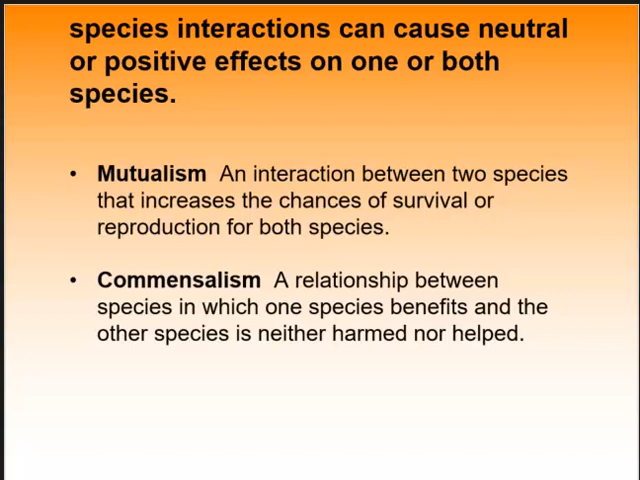 species interactions can cause neutral
or positive effects on one or both
species.
• Mutualism An interaction between two species
that increases the chances of survival or
reproduction for both species.
• Commensalism A relationship between
species in which one species benefits and the
other species is neither harmed nor helped.